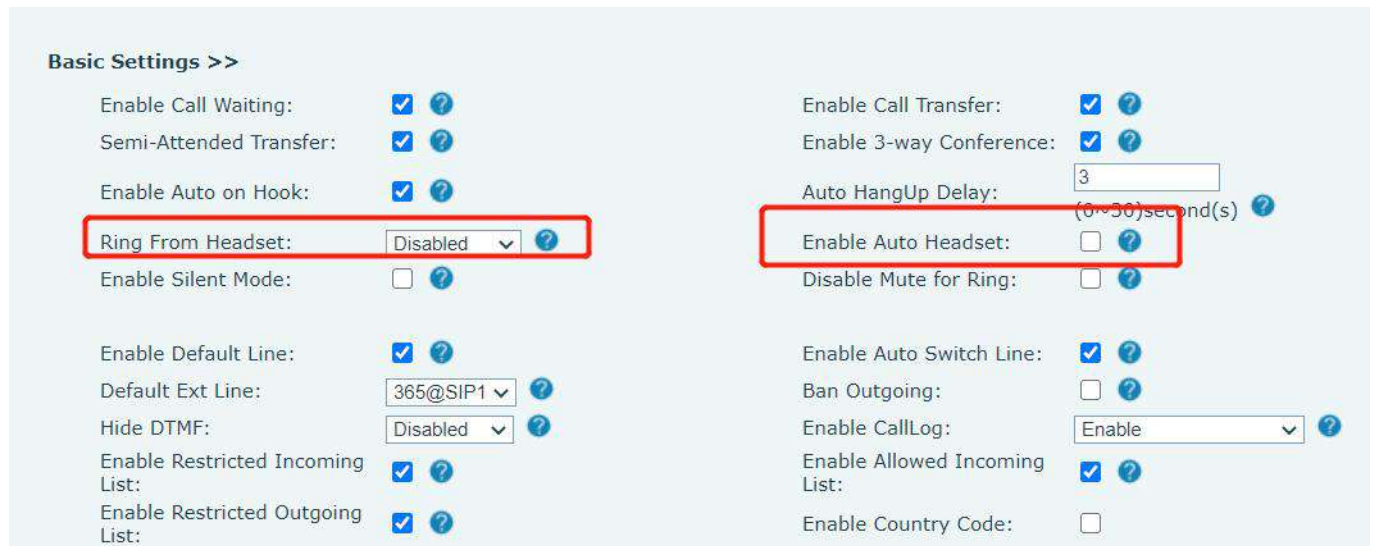 Basic Settings >>
Enable Call Waiting: ? Enable Call Transfer: ?
Semi-Attended Transfer: ? Enable 3-way Conference: ?
Enable Auto on Hook: ? Auto HangUp Delay: 3
(0~30)second(s) ?
Ring From Headset: Disabled ? Enable Auto Headset: ?
Enable Silent Mode: ? Disable Mute for Ring: ?
Enable Default Line: ? Enable Auto Switch Line: ?
Default Ext Line: 365@SIP1 ? Ban Outgoing: ?
Hide DTMF: Disabled ? Enable CallLog: Enable ?
Enable Restricted Incoming
List: ? Enable Allowed Incoming
List: ?
Enable Restricted Outgoing
List: ? Enable Country Code: